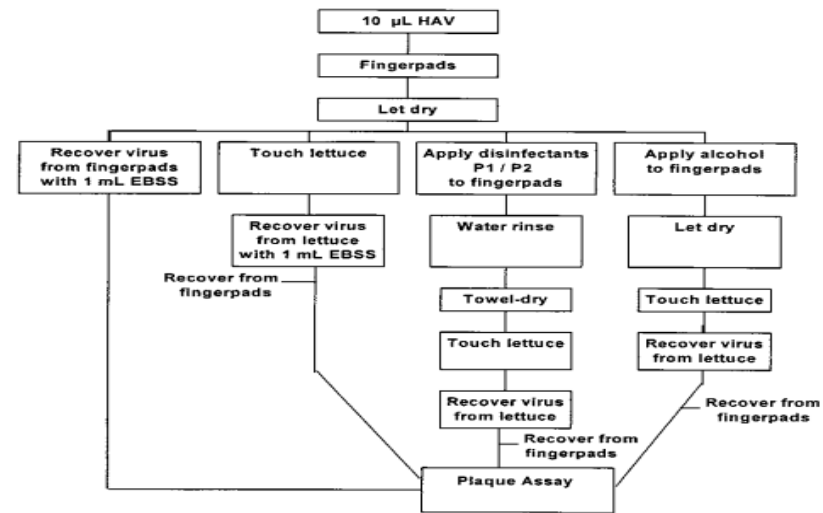 10 µL HAV
Fingerpads
Let dry
Recover virus
from fingerpads
with 1 mL EBSS
Touch lettuce
Apply disinfectants
P1 / P2
to fingerpads
Apply alcohol
to fingerpads
Recover virus
from lettuce
with 1 mL EBSS
Water rinse
Let dry
Recover from
fingerpads
Towel-dry
Touch lettuce
Touch lettuce
Recover virus
from lettuce
Recover virus
from lettuce
Recover from
fingerpads
Recover from
fingerpads
Plaque Assay